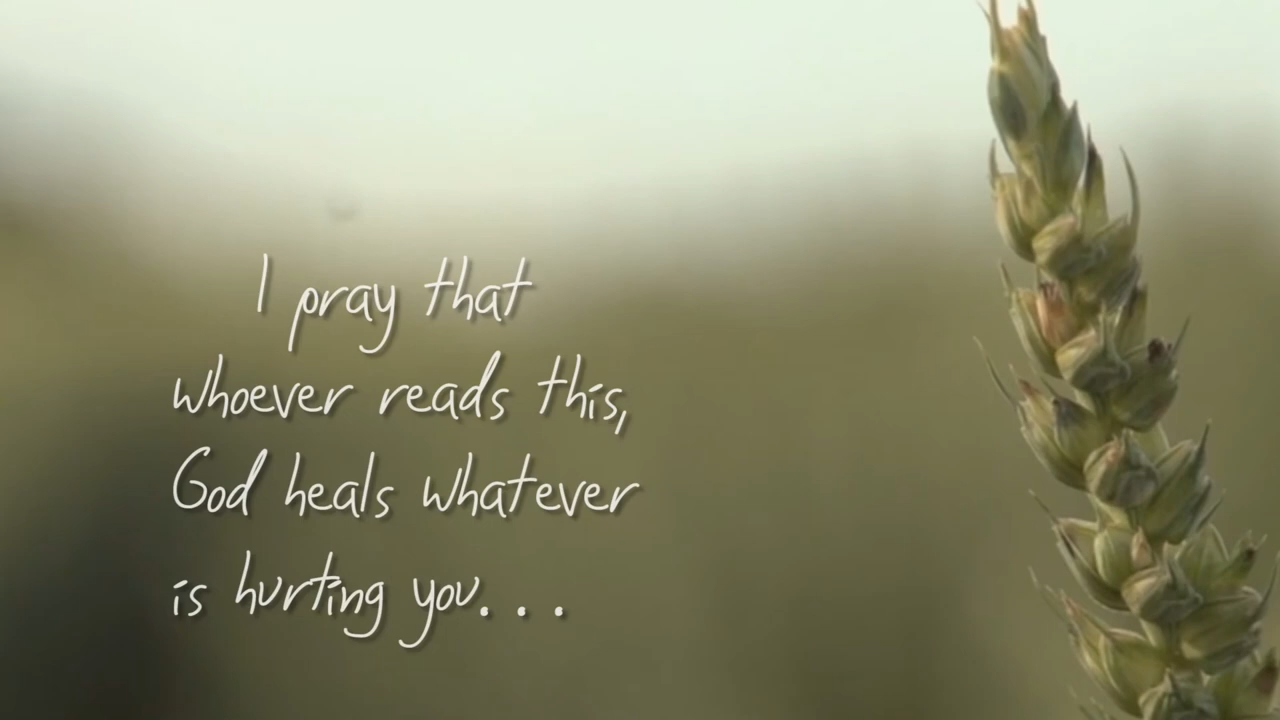 I pray that
whoever reads this,
God heals whatever
is hurting you...